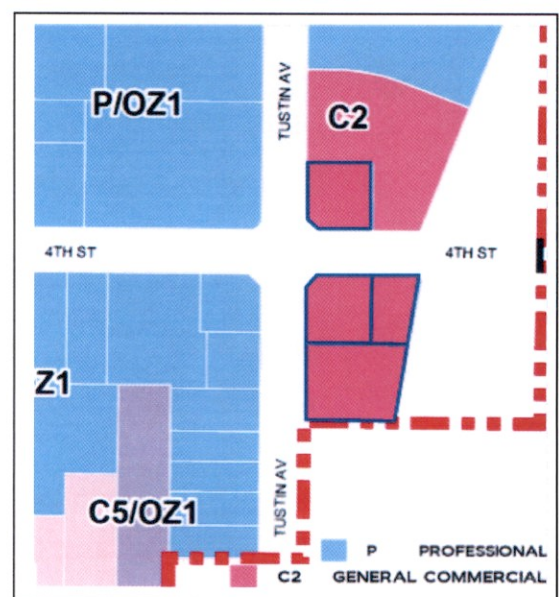 TUSTIN AV
P/OZ1
C2
4TH ST
4TH ST
Z1
C5/OZ1
TUSTIN AV
P PROFESSIONAL
C2 GENERAL COMMERCIAL